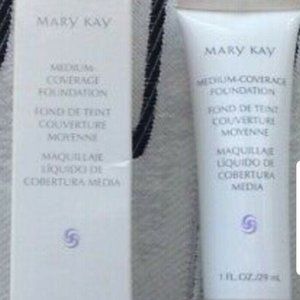 MARY KAY
MEDIUM
COVERAGE
FOUNDATION
FOND DE TEINT
COUVERTURE
MOYENNE
MAQUILLAJE
LÍQUIDO DE
COBERTURA MEDIA
MARY KAY
MEDIUM-COVERAGE
FOUNDATION
FOND DE TEINT
COUVERTURE
MOYENNE
MAQUILLAJE
LÍQUIDO DE
COBERTURA
MEDIA
1 FL. OZ./29 mL